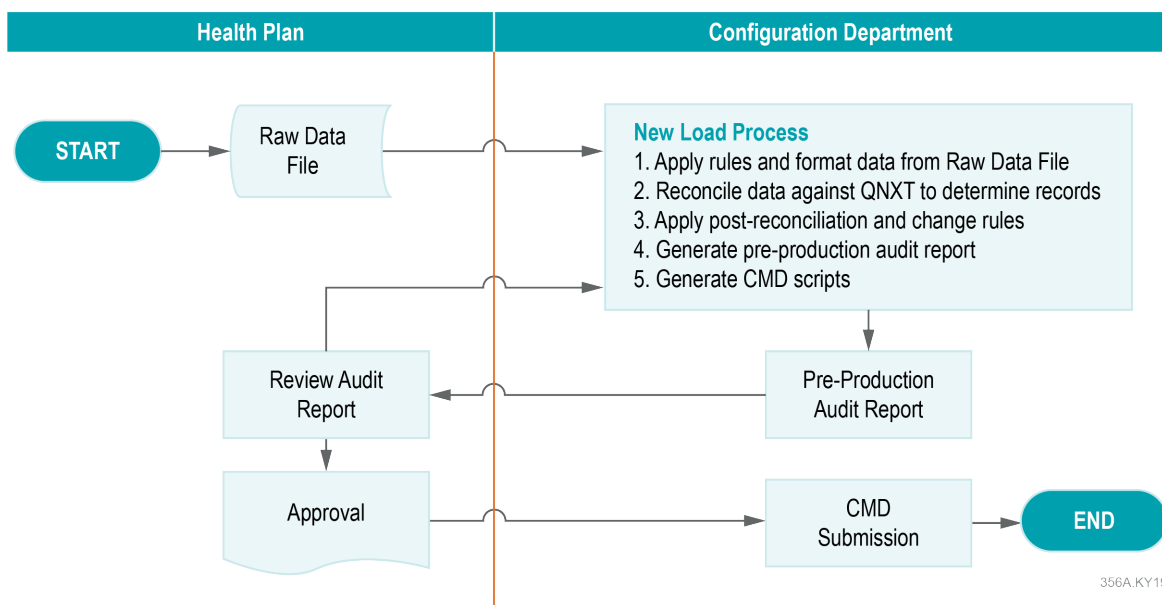 Health Plan
Configuration Department
START
Raw Data
File
New Load Process
1. Apply rules and format data from Raw Data File
2. Reconcile data against QNXT to determine records
3. Apply post-reconciliation and change rules
4. Generate pre-production audit report
5. Generate CMD scripts
Review Audit
Report
Pre-Production
Audit Report
Approval
CMD
Submission
END
356A.KY19